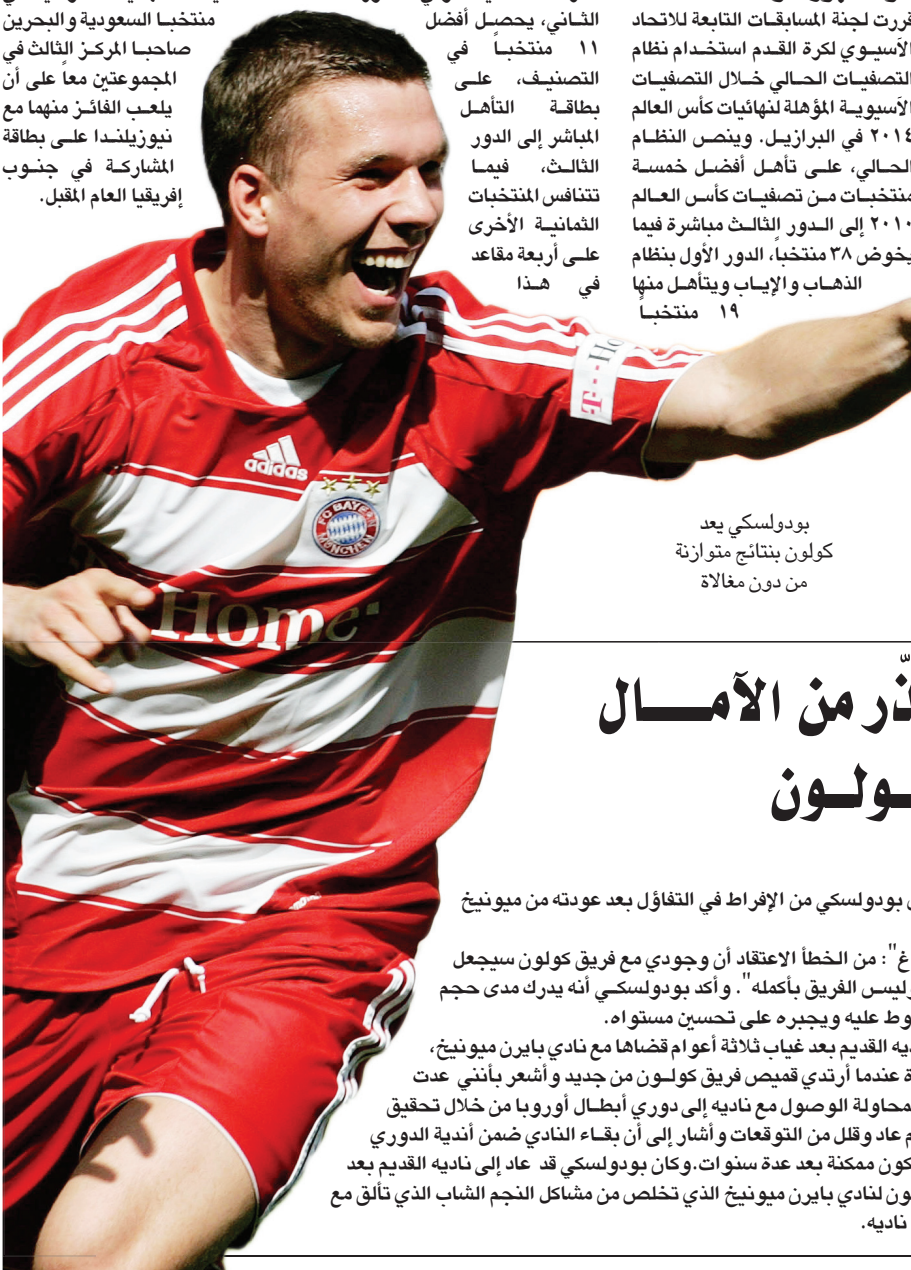 قررت لجنة المسابقات التابعة للاتحاد
الآسيوي لكرة القدم استخدام نظام
التصفيات الحالي خلال التصفيات
الآسيوية المؤهلة لنهائيات كأس العالم
٢٠١٤ في البرازيل. وينص النظام
الحالي، على تأهل أفضل خمسة
منتخبات من تصفيات كأس العالم
٢٠١٠ إلى الدور الثالث مباشرة فيما
يخوض ٣٨ منتخباً، الدور الأول بنظام
الذهاب والإياب ويتأهل منها
١٩ منتخباً
الثاني، يحصل أفضل
١١ منتخباً في
التصنيف، على
بطاقة التأهل
المباشر إلى الدور
الثالث، فيما
تتنافس المنتخبات
الثمانية الأخرى
على أربعة مقاعد
في هذا
منتخبا السعودية والبحرين
صاحبا المركز الثالث في
المجموعتين معاً على أن
يلعب الفائز منهما مع
نيوزيلندا على بطاقة
المشاركة في جنوب
إفريقيا العام المقبل.
T---Ho
adidas
FC BAYERN
MÜNCHEN
Home
بودولسكي يعد
كولون بنتائج متوازنة
من دون مغالاة
ذّر من الآمـــال
ـولـون
بودولسكي من الإفراط في التفاؤل بعد عودته من ميونيخ
غ": من الخطأ الاعتقاد أن وجودي مع فريق كولون سيجعل
وليس الفريق بأكمله". وأكد بودولسكي أنه يدرك مدى حجم
وط عليه ويجبره على تحسين مستواه.
ديه القديم بعد غياب ثلاثة أعوام قضاها مع نادي بايرن ميونيخ،
ة عندما أرتدي قميص فريق كولون من جديد وأشعر بأنني عدت
محاولة الوصول مع ناديه إلى دوري أبطال أوروبا من خلال تحقيق
م عاد وقلل من التوقعات وأشار إلى أن بقاء النادي ضمن أندية الدوري
كون ممكنة بعد عدة سنوات.وكان بودولسكي قد عاد إلى ناديه القديم بعد
ون لنادي بايرن ميونيخ الذي تخلص من مشاكل النجم الشاب الذي تألق مع
ناديه.